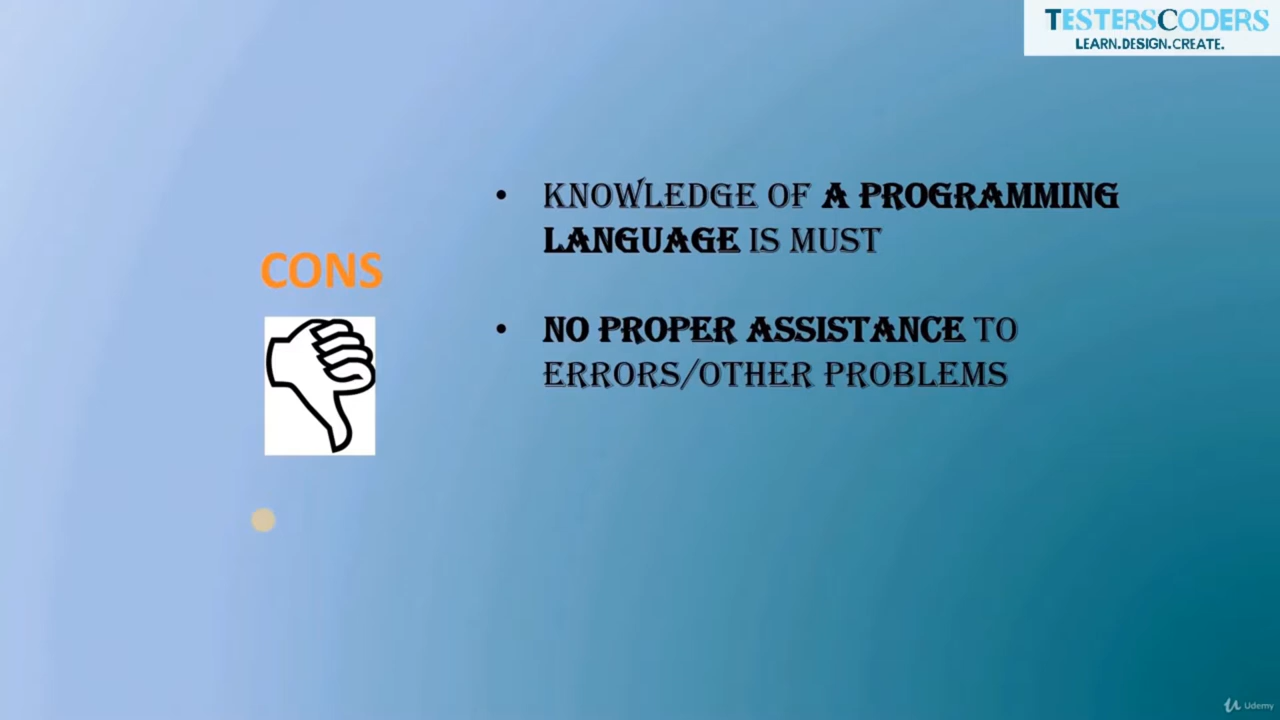 TESTERSCODERS
LEARN.DESIGN.CREATE.
CONS
• KNOWLEDGE OF A PROGRAMMING
LANGUAGE IS MUST
• NO PROPER ASSISTANCE TO
ERRORS/OTHER PROBLEMS
Udemy